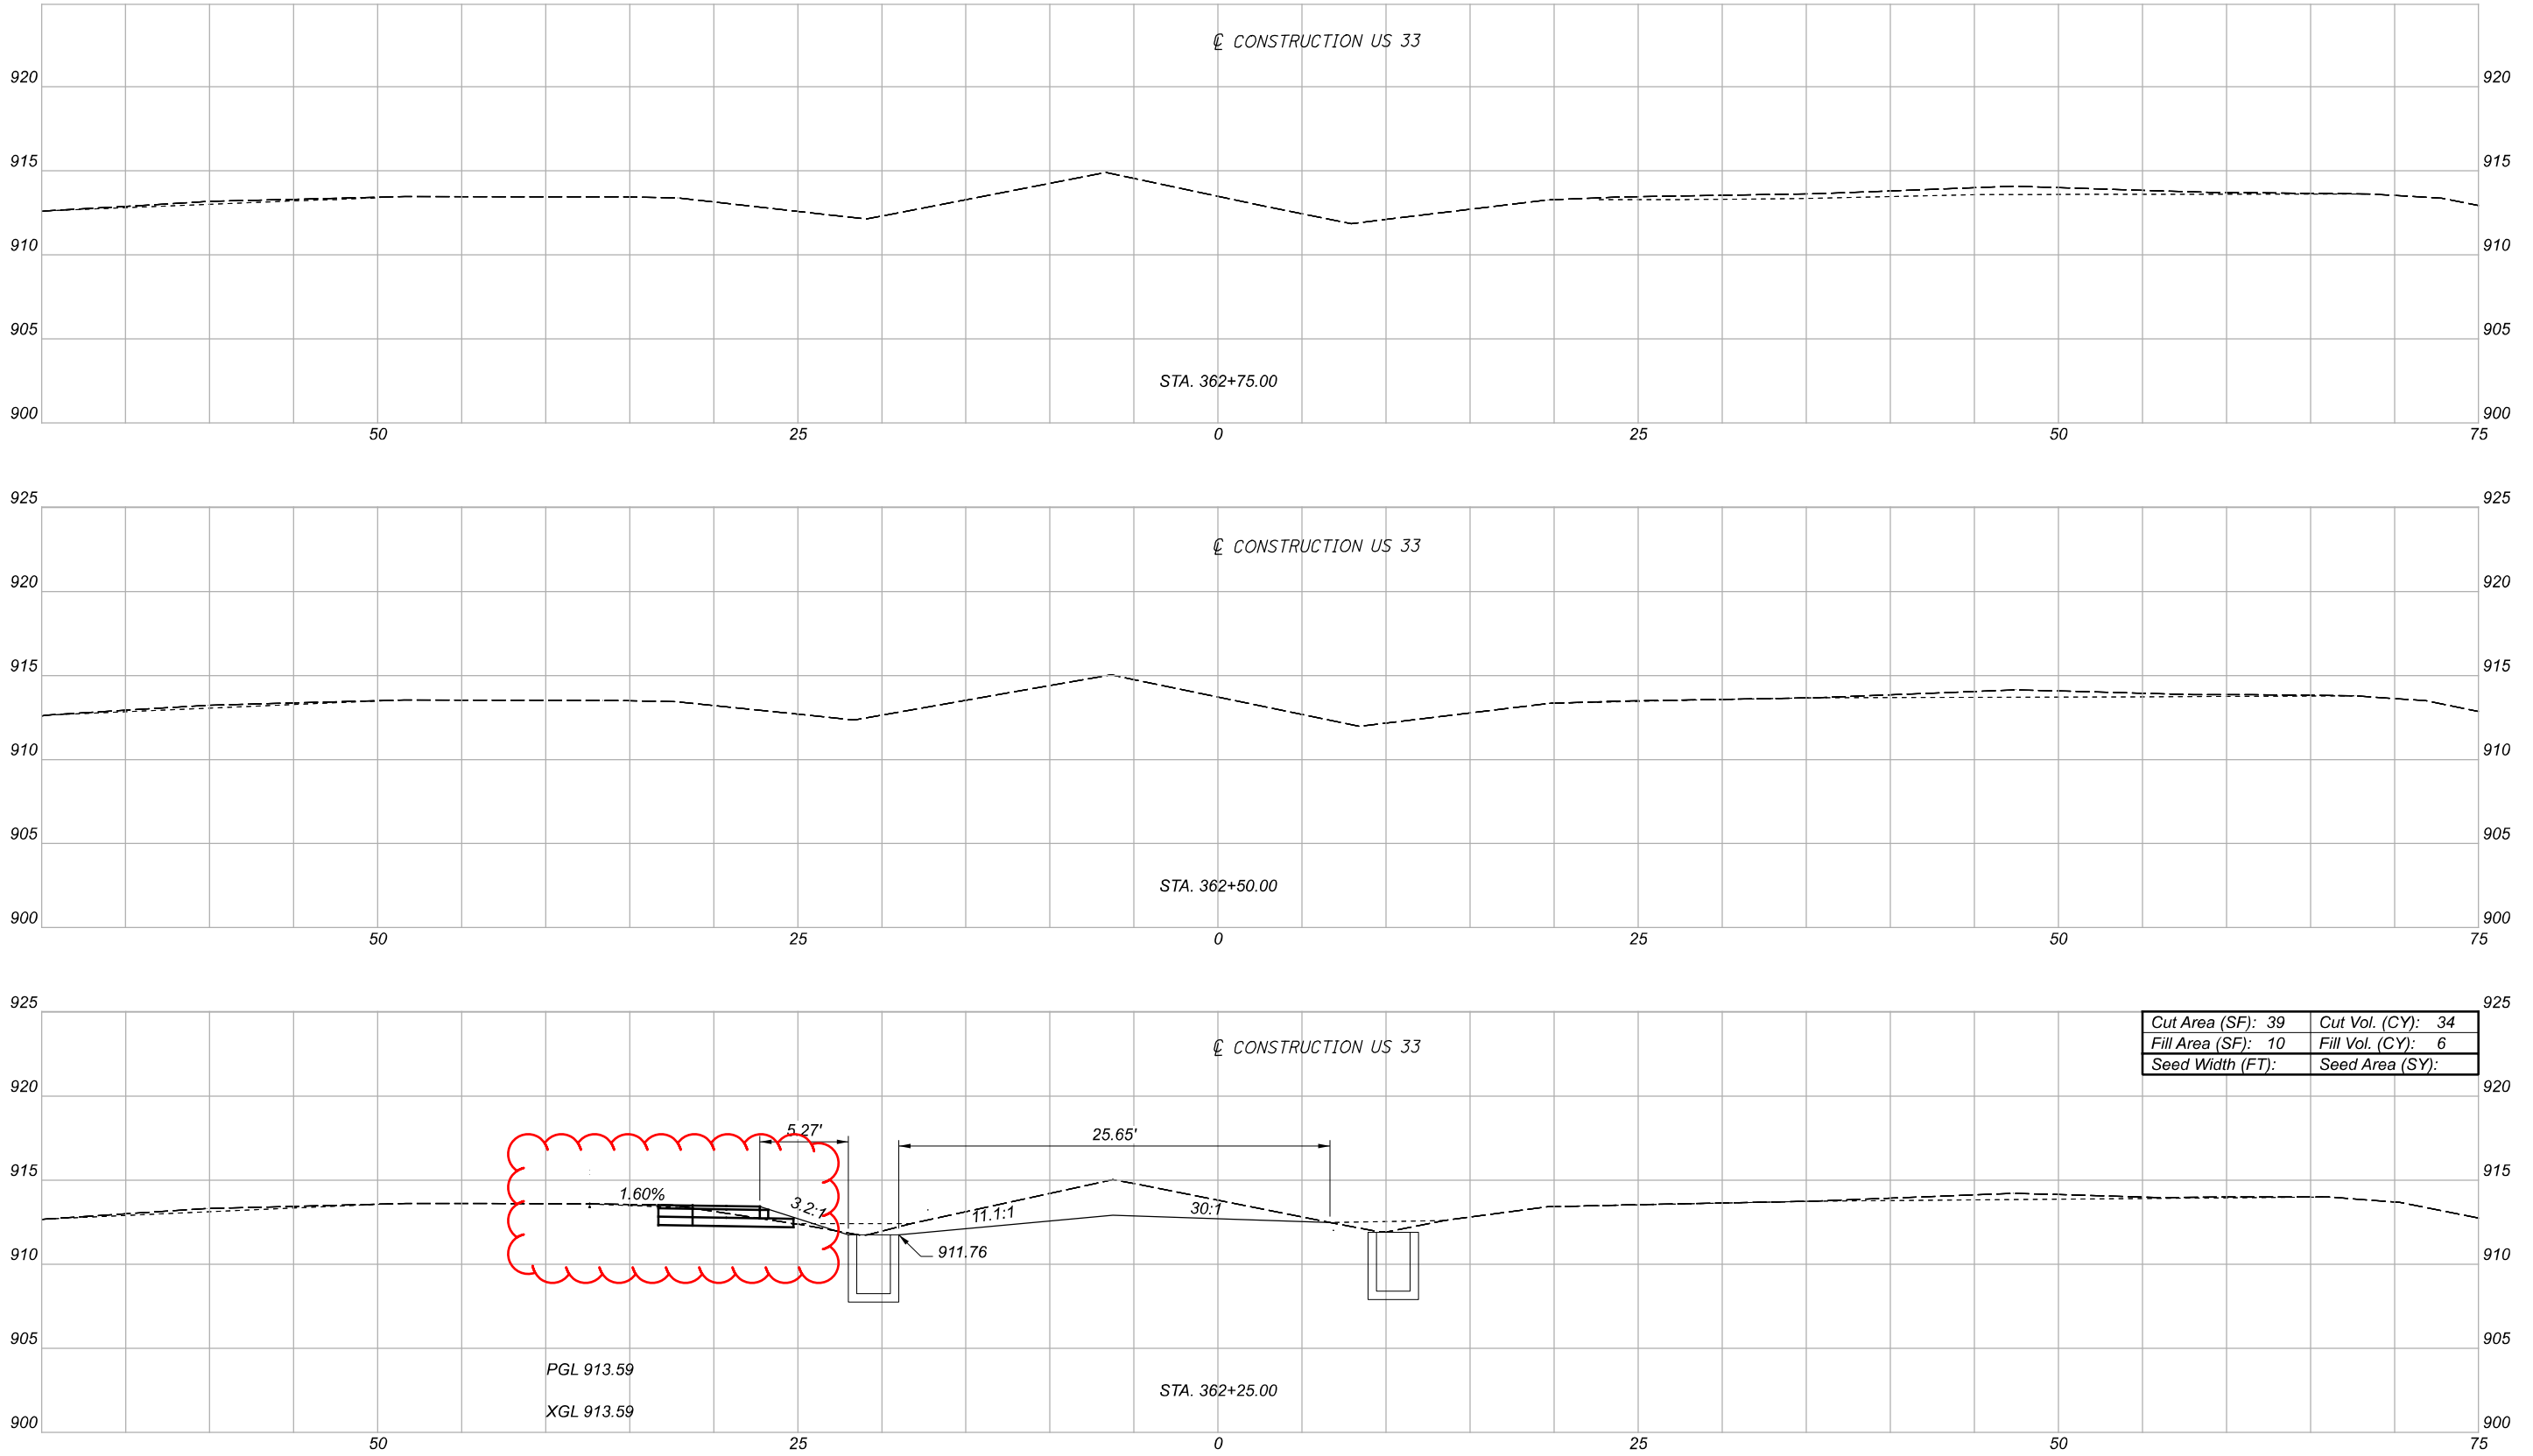 ℄ CONSTRUCTION US 33
920 920
915 915
910 910
905 905
STA. 362+75.00
900 900
50 25 0 25 50 75
925 925
℄ CONSTRUCTION US 33
920 920
915 915
910 910
905 905
STA. 362+50.00
900 900
50 25 0 25 50 75
925 925
Cut Area (SF): 39 Cut Vol. (CY): 34
℄ CONSTRUCTION US 33
Fill Area (SF): 10 Fill Vol. (CY): 6
Seed Width (FT): Seed Area (SY):
920 920
5.27' 25.65'
915 915
1.60% 3.2:1 11.1:1 30:1
911.76
910 910
905 905
PGL 913.59
STA. 362+25.00
XGL 913.59
900 900
50 25 0 25 50 75